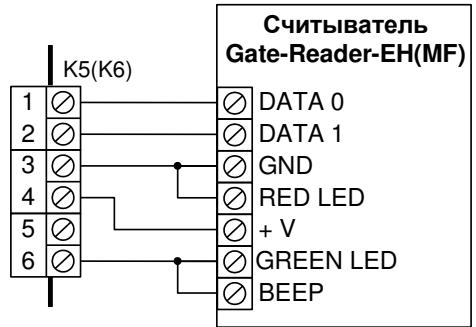 Считыватель
Gate-Reader-EH(MF)
K5(K6)
1 DATA 0
2 DATA 1
3 GND
RED LED
4 + V
5
6 GREEN LED
BEEP